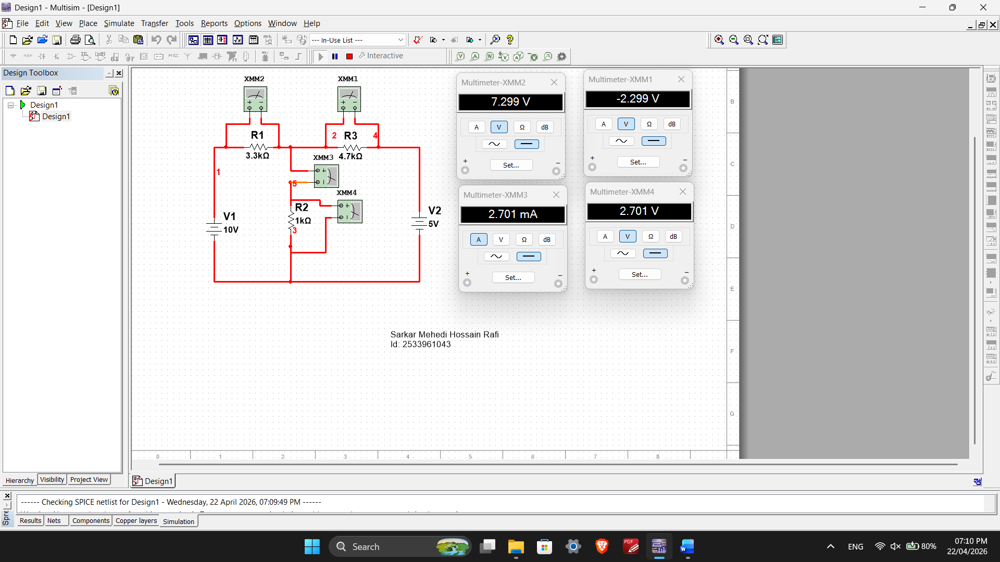 Design1 - Multisim - [Design1]
File Edit View Place Simulate Transfer Tools Reports Options Window Help
--- In-Use List ---
MISC
Interactive
Design Toolbox
Design1
Design1
XMM2
XMM1
R1
3.3kΩ
2
R3
4
4.7kΩ
XMM3
1
5
XMM4
R2
1kΩ
3
V1
10V
V2
5V
Multimeter-XMM2
7.299 V
A V Ω dB
+ Set... −
Multimeter-XMM1
-2.299 V
A V Ω dB
+ Set... −
Multimeter-XMM3
2.701 mA
A V Ω dB
+ Set... −
Multimeter-XMM4
2.701 V
A V Ω dB
+ Set... −
Sarkar Mehedi Hossain Rafi
Id: 2533961043
B
C
D
E
F
G
0 1 2 3 4 5 6 7 8
Hierarchy Visibility Project View
Design1
------ Checking SPICE netlist for Design1 - Wednesday, 22 April 2026, 07:09:49 PM ------
Spre
Results Nets Components Copper layers Simulation
Search
PDF
W
ENG
80%
07:10 PM
22/04/2026